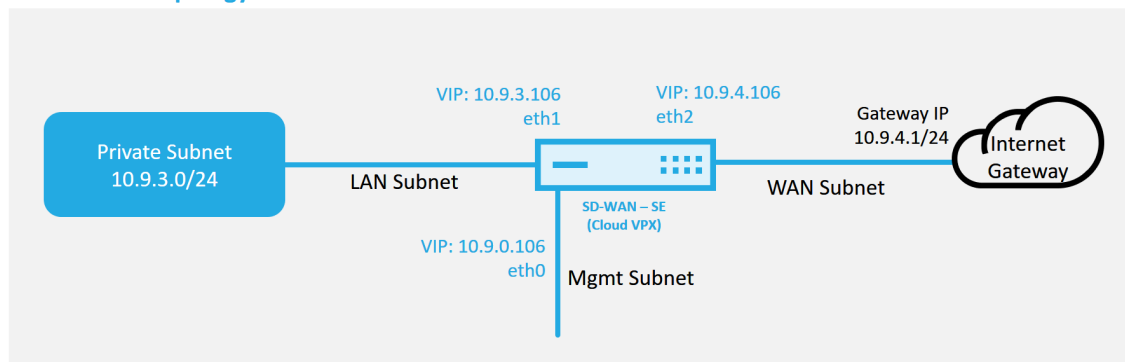 VIP: 10.9.3.106
eth1
VIP: 10.9.4.106
eth2
Gateway IP
10.9.4.1/24
Internet
Gateway
Private Subnet
10.9.3.0/24
LAN Subnet
WAN Subnet
SD-WAN – SE
(Cloud VPX)
VIP: 10.9.0.106
eth0
Mgmt Subnet